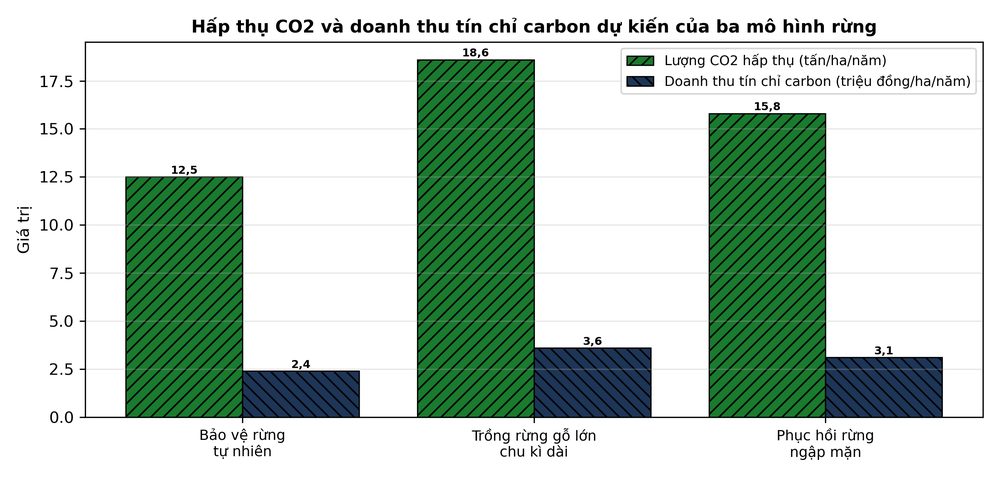 Hấp thụ CO2 và doanh thu tín chỉ carbon dự kiến của ba mô hình rừng
Lượng CO2 hấp thụ (tấn/ha/năm)
Doanh thu tín chỉ carbon (triệu đồng/ha/năm)
Giá trị
17.5
15.0
12.5
10.0
7.5
5.0
2.5
0.0
12,5
2,4
18,6
3,6
15,8
3,1
Bảo vệ rừng
tự nhiên
Trồng rừng gỗ lớn
chu kì dài
Phục hồi rừng
ngập mặn